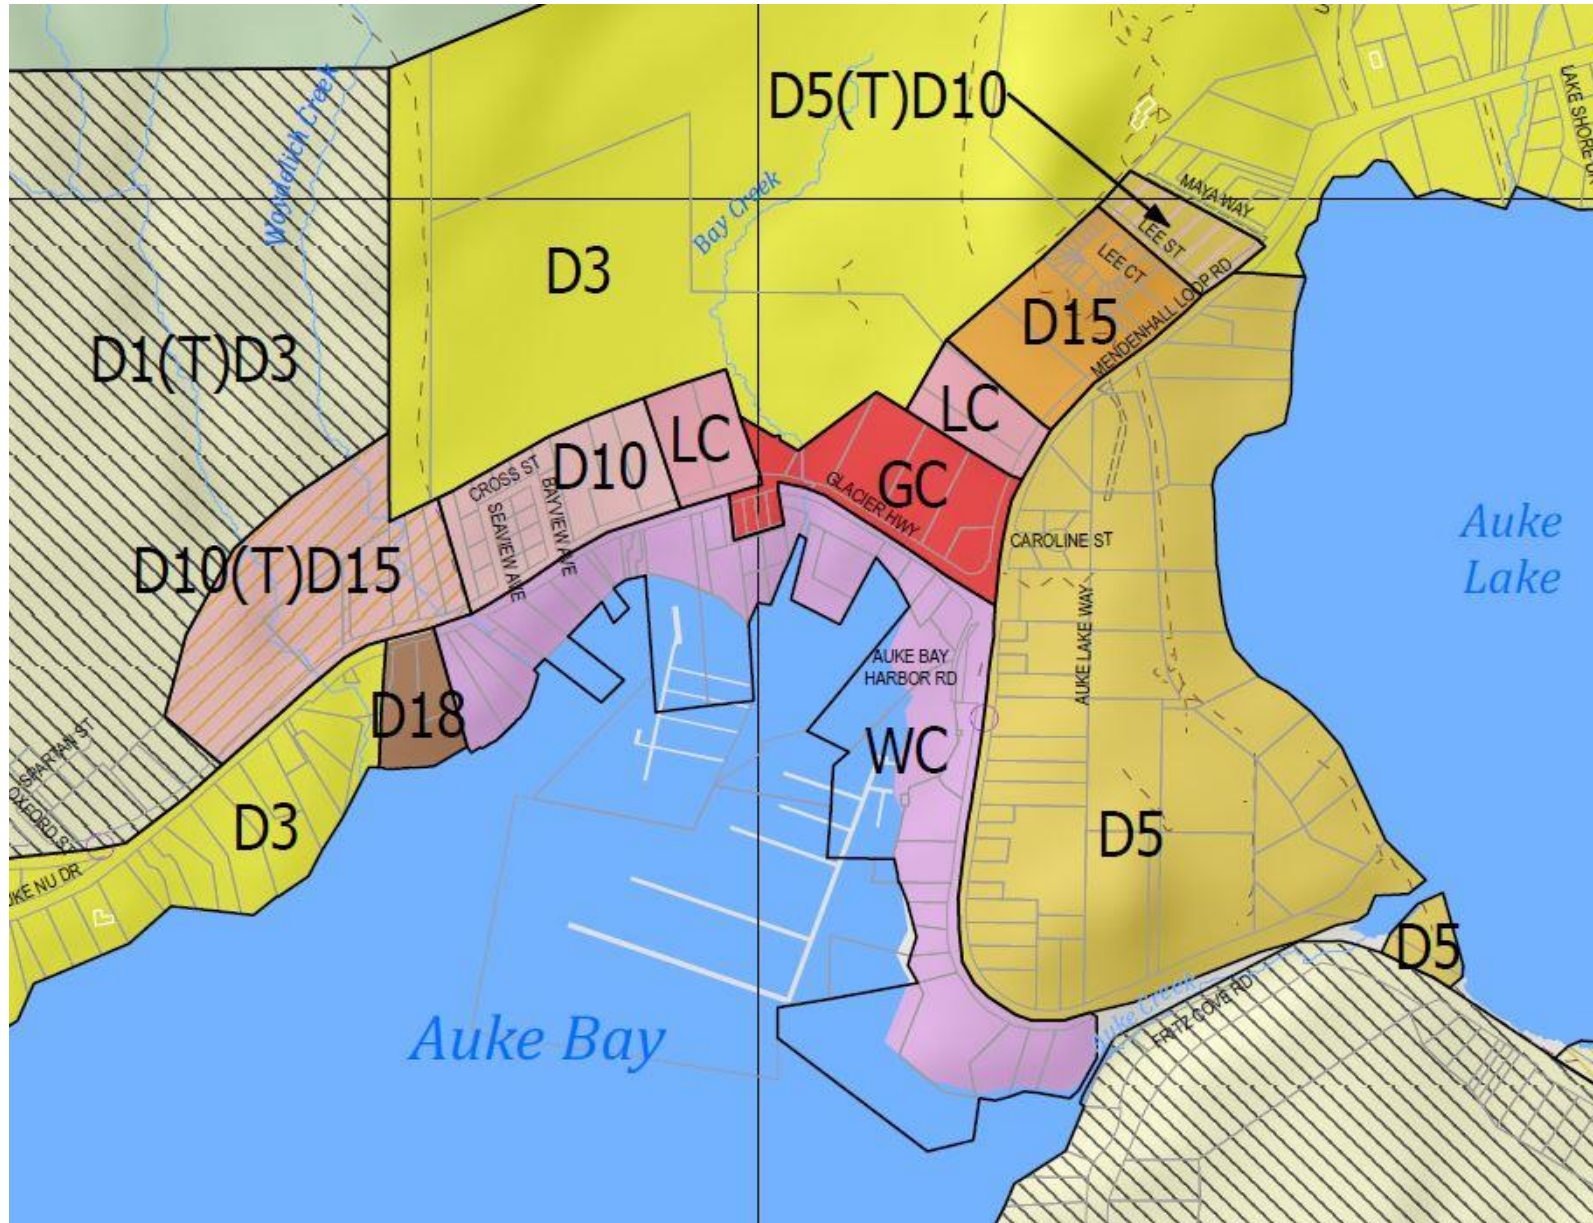 D5(T)D10
LAKE SHORE DR
Waydelich Creek
MAYA WAY
Bay Creek
LEE ST
D3
LEE CT
D15
MENDENHALL LOOP RD
D1(T)D3
LC
LC
D10
CROSS ST
GC
GLACIER HWY
BAYVIEW AVE
SEAVIEW AVE
CAROLINE ST
Auke
Lake
D10(T)D15
AUKE LAKE WAY
AUKE BAY
HARBOR RD
D18
WC
SPARTAN ST
OXFORD ST
D3
D5
UKE NU DR
D5
Auke Creek
FRITZ COVE RD
Auke Bay